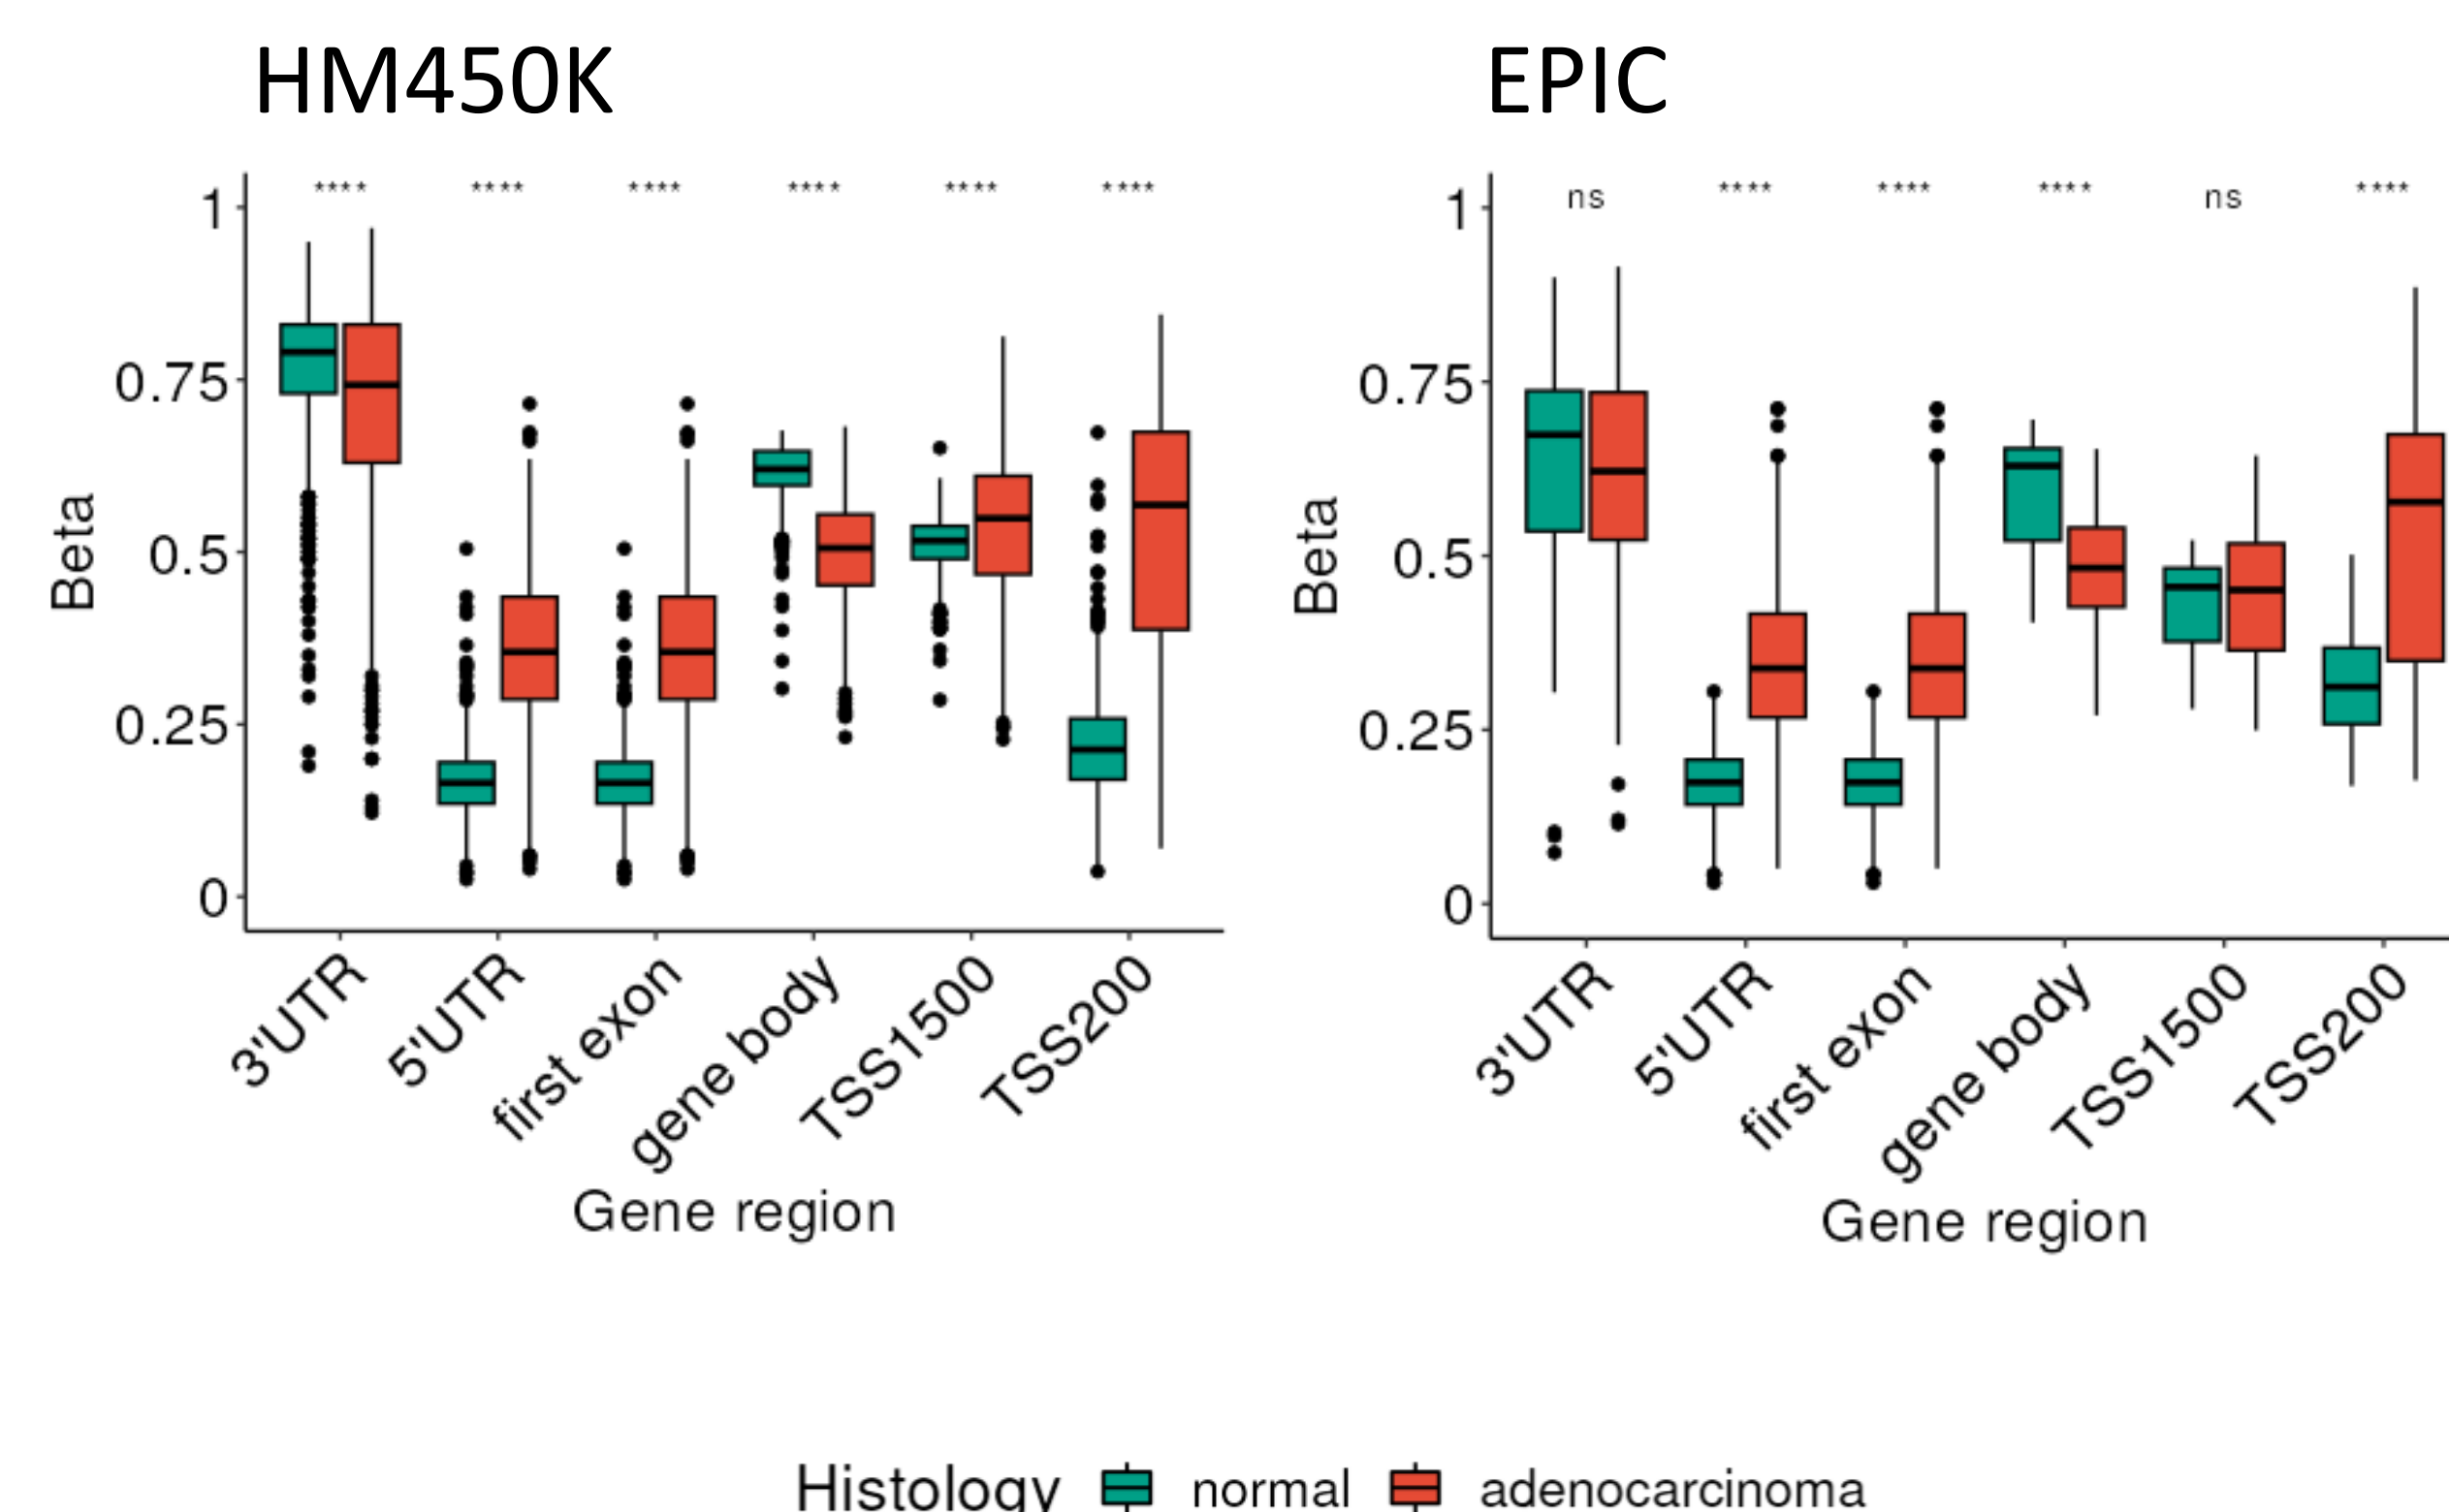 HM450K
**** **** **** **** **** ****
1
0.75
0.5
0.25
0
Beta
3'UTR
5'UTR
first exon
gene body
TSS1500
TSS200
Gene region
EPIC
ns **** **** **** ns ****
1
0.75
0.5
0.25
0
Beta
3'UTR
5'UTR
first exon
gene body
TSS1500
TSS200
Gene region
Histology normal adenocarcinoma